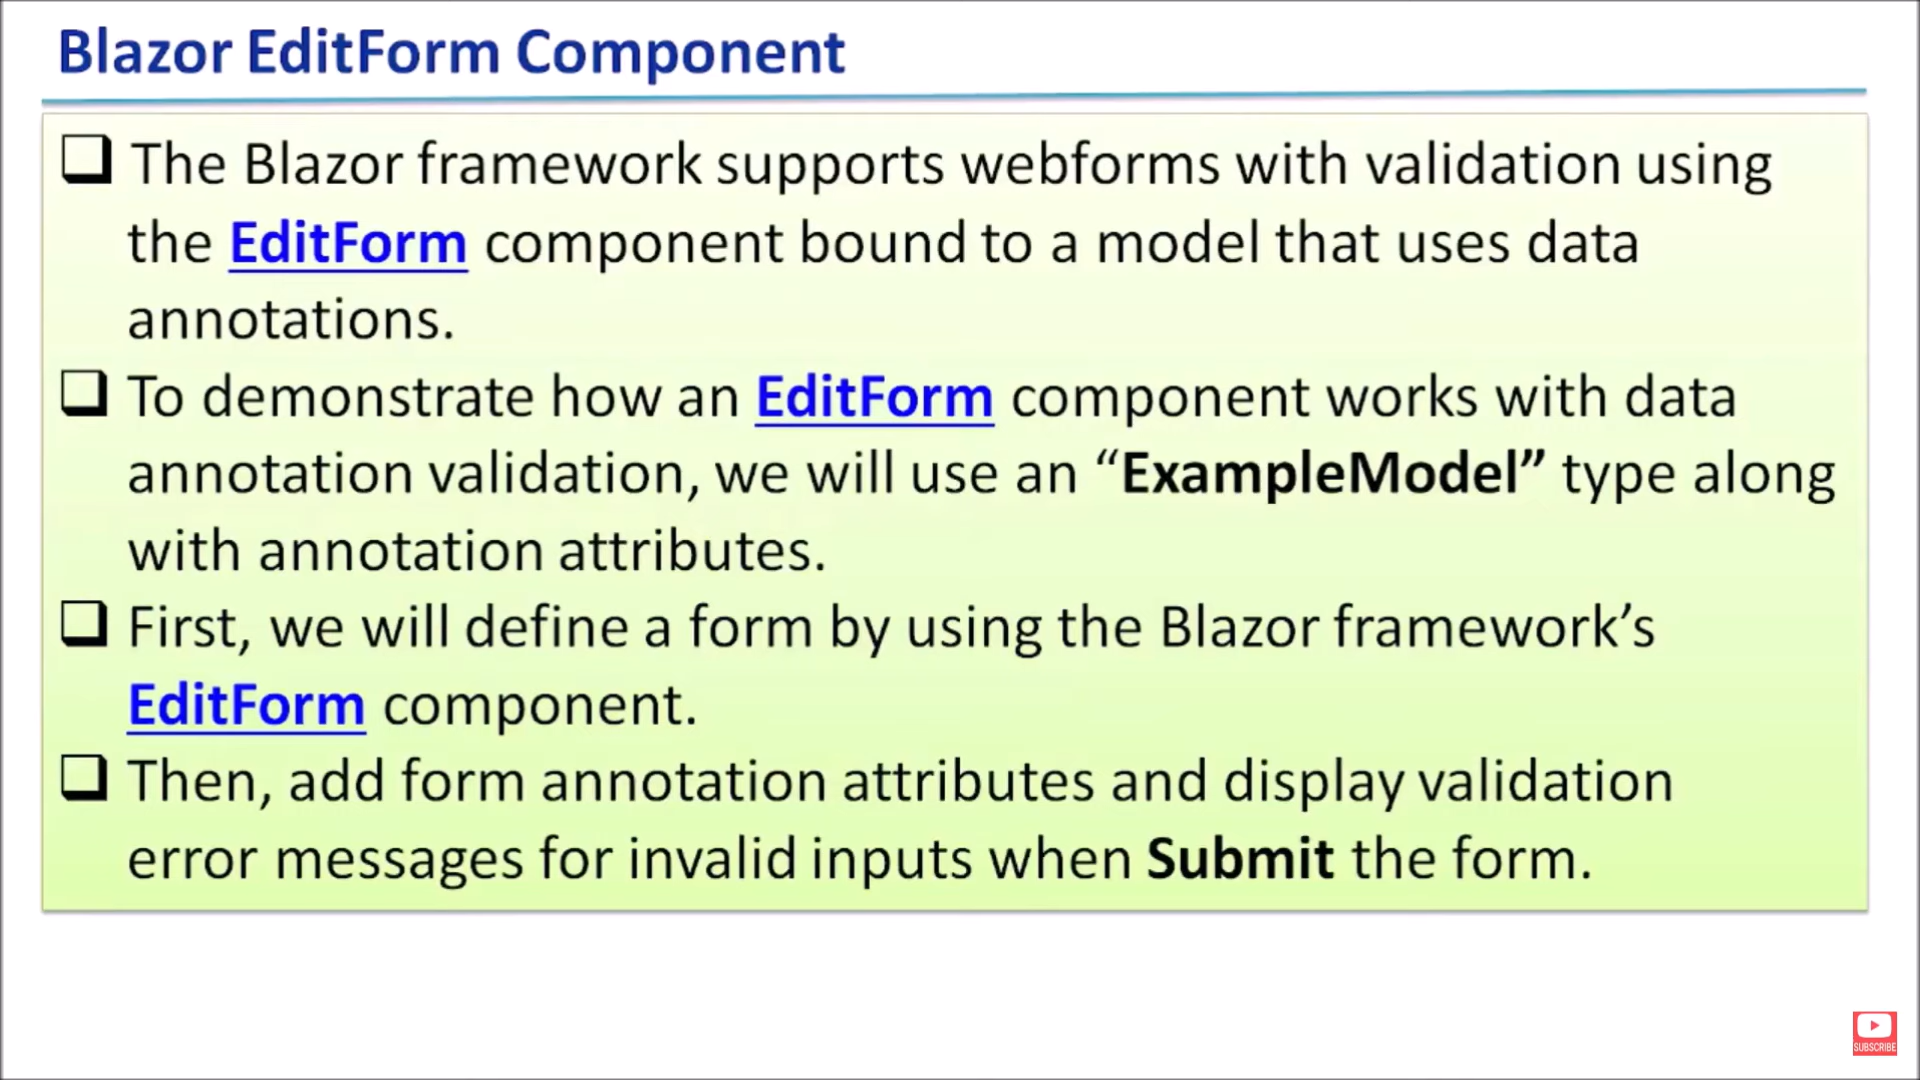 Blazor EditForm Component
❑ The Blazor framework supports webforms with validation using
the EditForm component bound to a model that uses data
annotations.
❑ To demonstrate how an EditForm component works with data
annotation validation, we will use an “ExampleModel” type along
with annotation attributes.
❑ First, we will define a form by using the Blazor framework’s
EditForm component.
❑ Then, add form annotation attributes and display validation
error messages for invalid inputs when Submit the form.
SUBSCRIBE